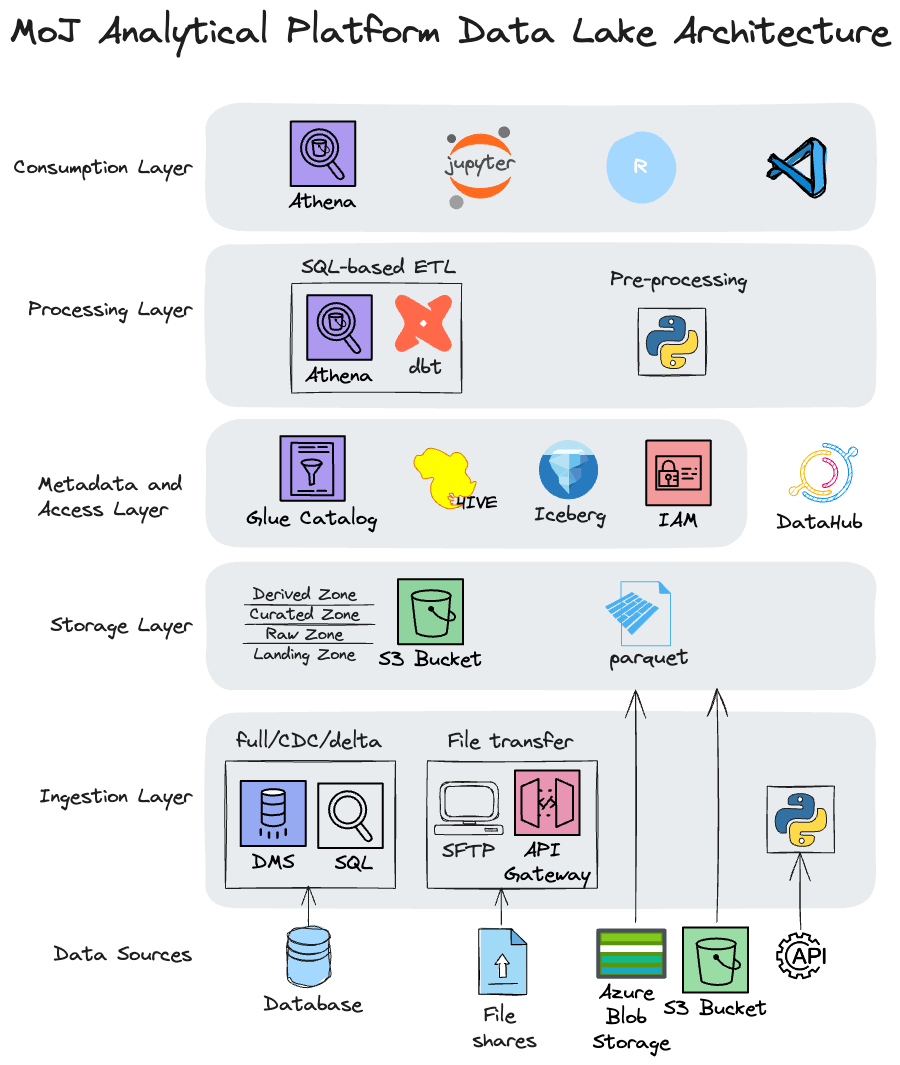 MoJ Analytical Platform Data Lake Architecture
Consumption Layer
Athena
jupyter
R
Processing Layer
SQL-based ETL
Athena
dbt
Pre-processing
Metadata and
Access Layer
Glue Catalog
HIVE
Iceberg
IAM
DataHub
Storage Layer
Derived Zone
Curated Zone
Raw Zone
Landing Zone
S3 Bucket
parquet
Ingestion Layer
full/CDC/delta
DMS
SQL
File transfer
SFTP
</>
API
Gateway
Data Sources
Database
File
shares
Azure
Blob
Storage
S3 Bucket
API